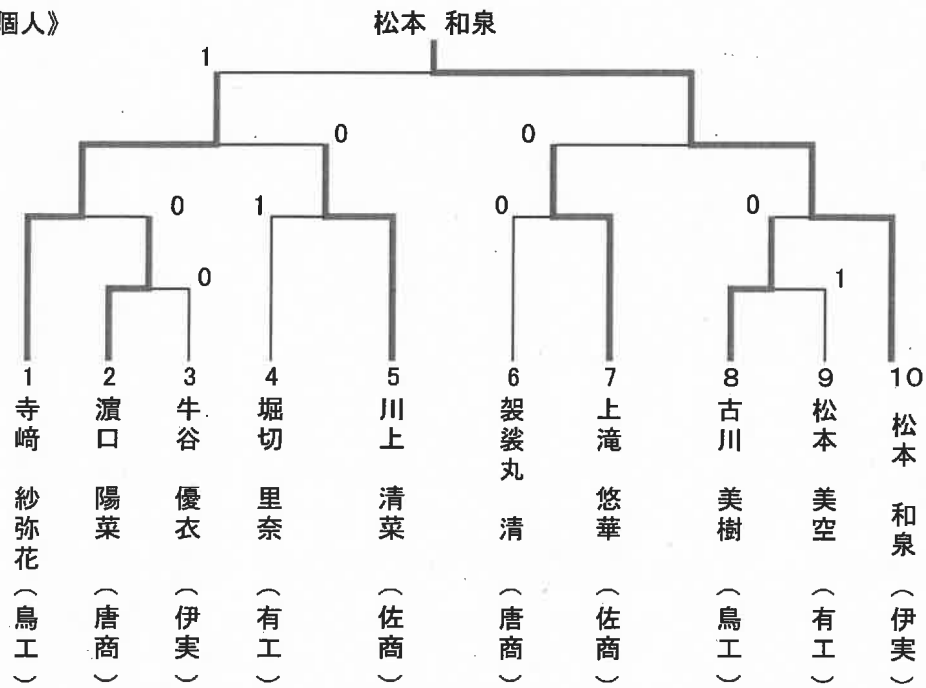 個人》
松本 和泉
1
0 0
0 1 0 0
0 1
1 2 3 4 5 6 7 8 9 10
寺﨑 紗弥花 (鳥工)
濵口 陽菜 (唐商)
牛谷 優衣 (伊実)
堀切 里奈 (有工)
川上 清菜 (佐商)
袈裟丸 清 (唐商)
上滝 悠華 (佐商)
古川 美樹 (鳥工)
松本 美空 (有工)
松本 和泉 (伊実)